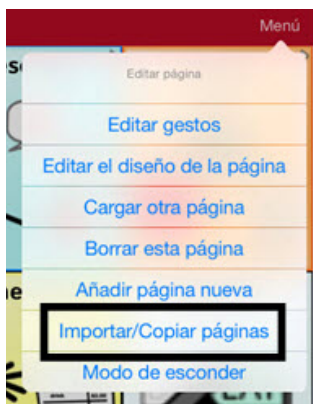 Menú
Editar página
Editar gestos
Editar el diseño de la página
Cargar otra página
Borrar esta página
Añadir página nueva
Importar/Copiar páginas
Modo de esconder